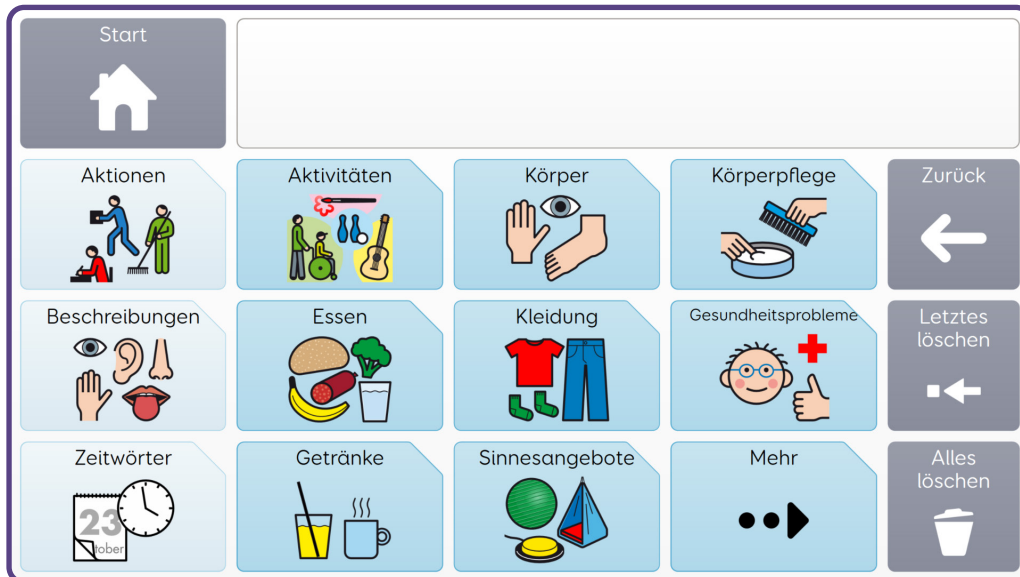 Start
Aktionen
Aktivitäten
Körper
Körperpflege
Zurück
Beschreibungen
Essen
Kleidung
Gesundheitsprobleme
Letztes
löschen
Zeitwörter
23
tober
Getränke
Sinnesangebote
Mehr
Alles
löschen